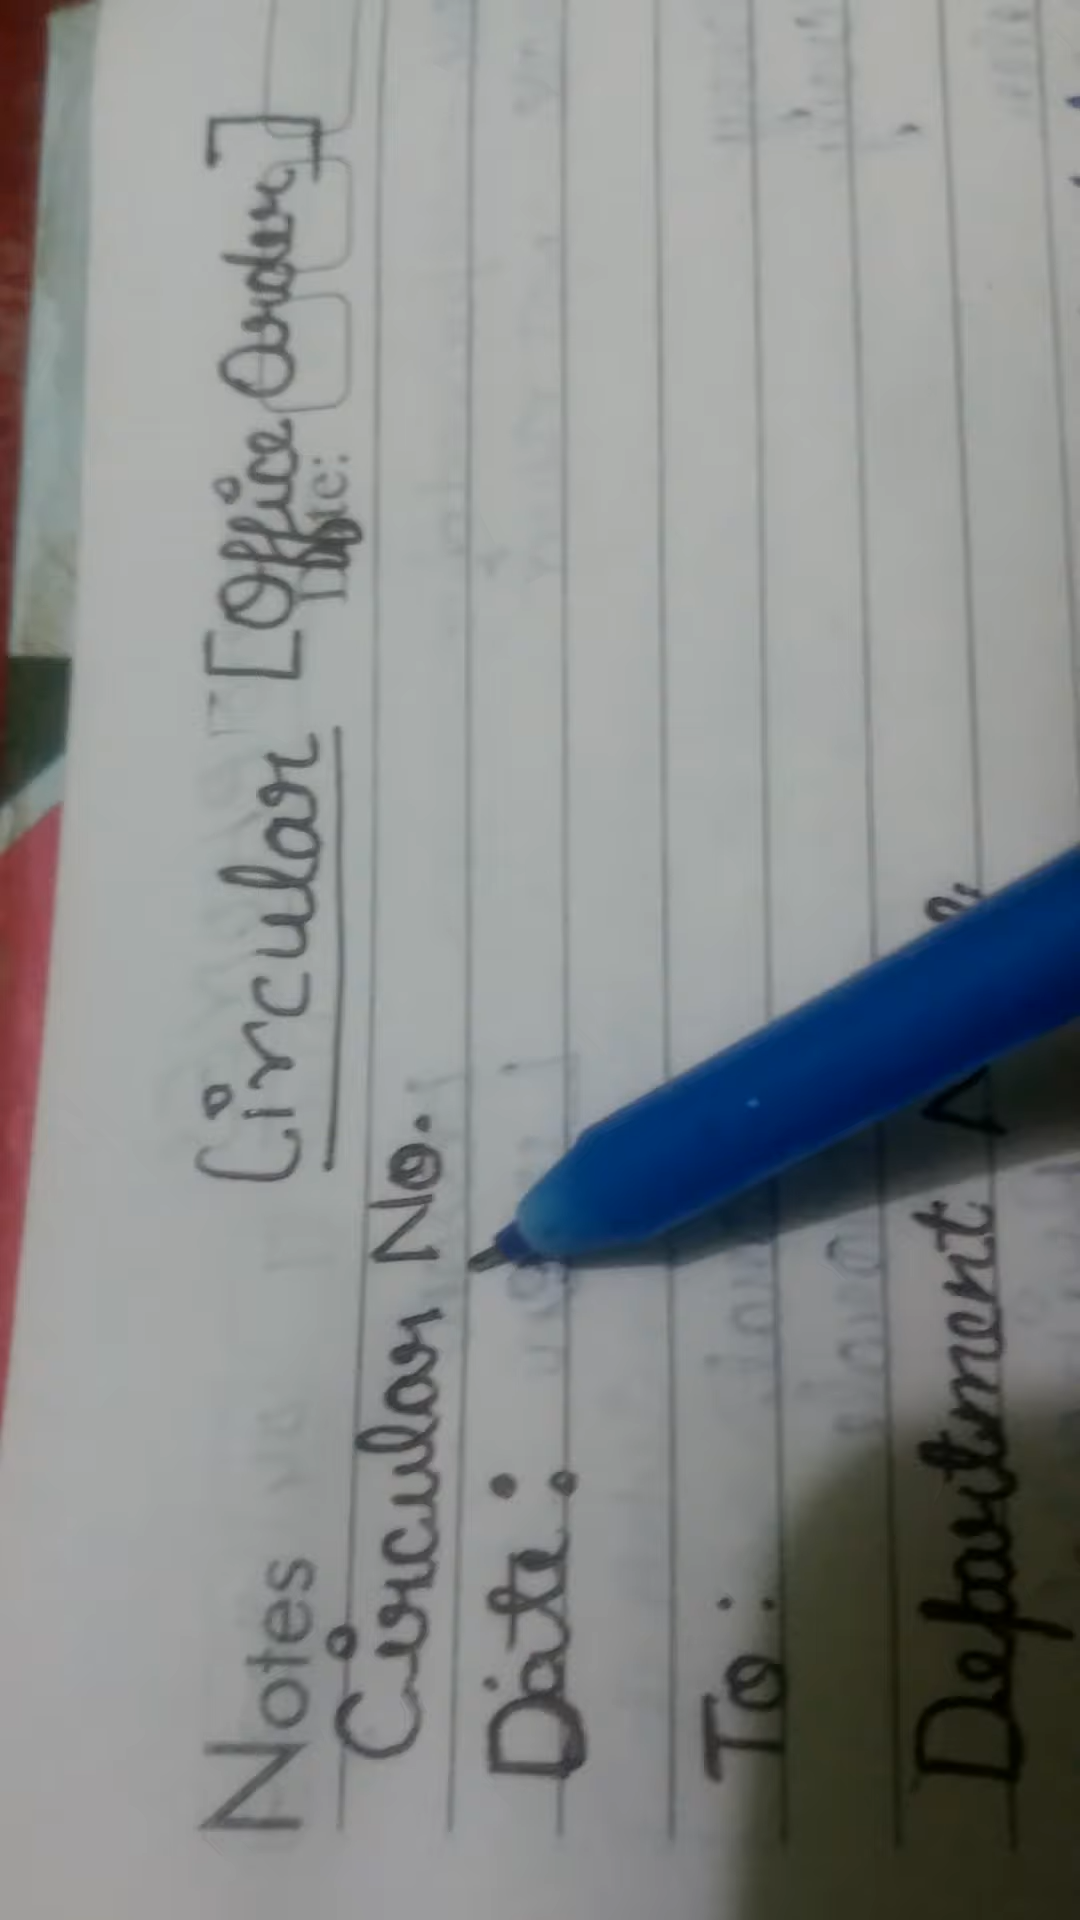 Circular [Office Order]
Notes
Circular No.
Date:
To:
Department